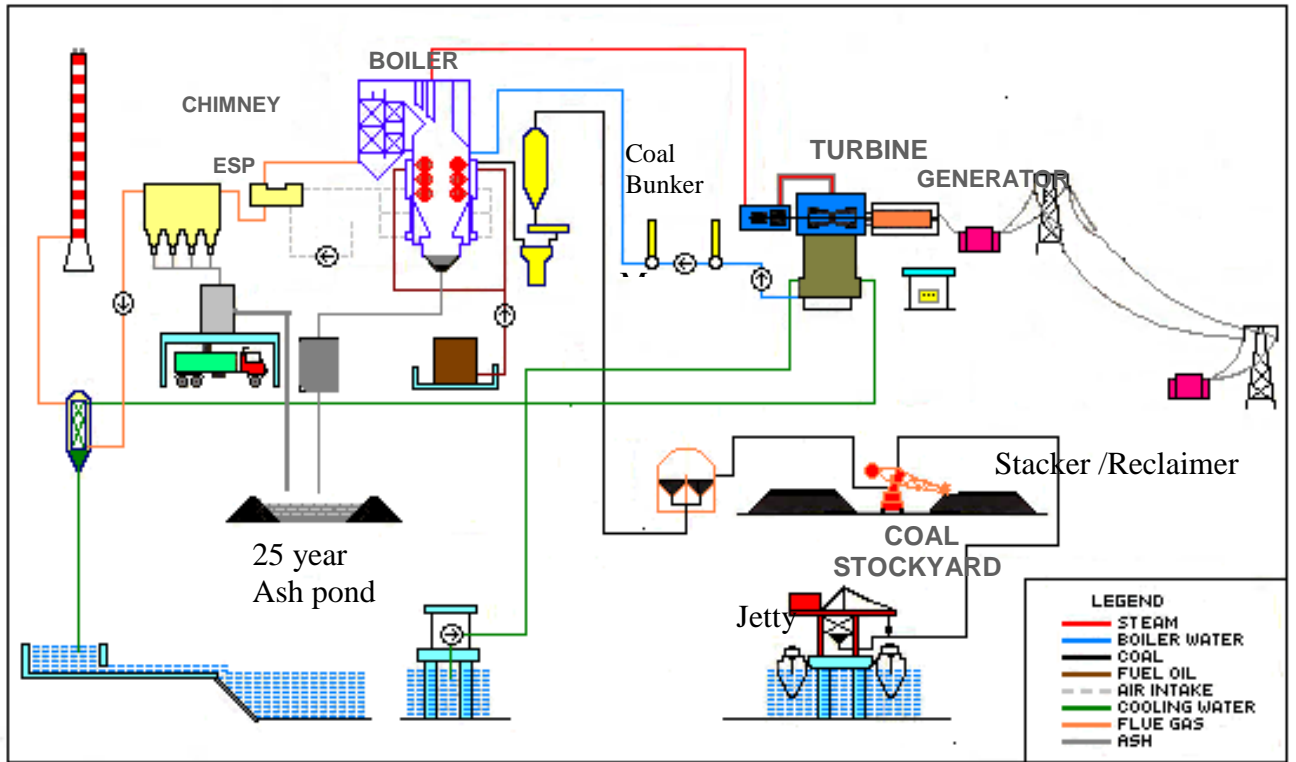 BOILER
CHIMNEY
ESP
Coal
Bunker
TURBINE
GENERATOR
Stacker /Reclaimer
COAL
STOCKYARD
25 year
Ash pond
Jetty
LEGEND
STEAM
BOILER WATER
COAL
FUEL OIL
AIR INTAKE
COOLING WATER
FLUE GAS
ASH